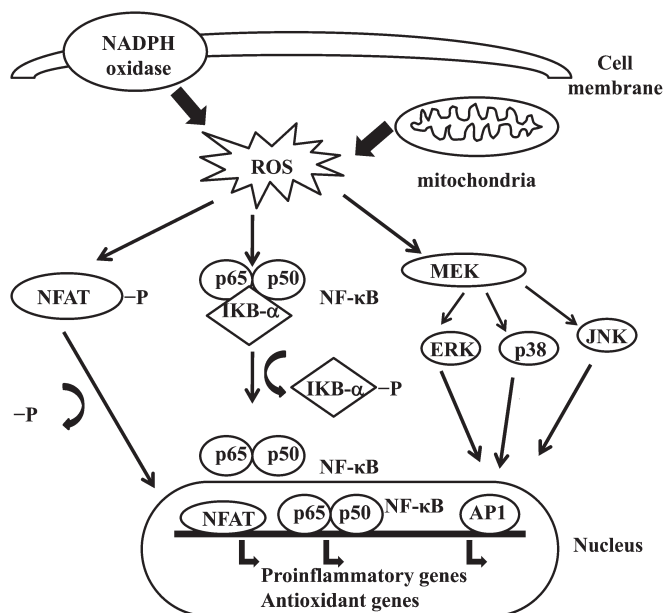 NADPH
oxidase
Cell
membrane
ROS
mitochondria
NFAT
–P
p65
p50
IKB-α
NF-κB
MEK
ERK
p38
JNK
–P
IKB-α
–P
p65
p50
NF-κB
NFAT
p65
p50
NF-κB
AP1
Nucleus
Proinflammatory genes
Antioxidant genes